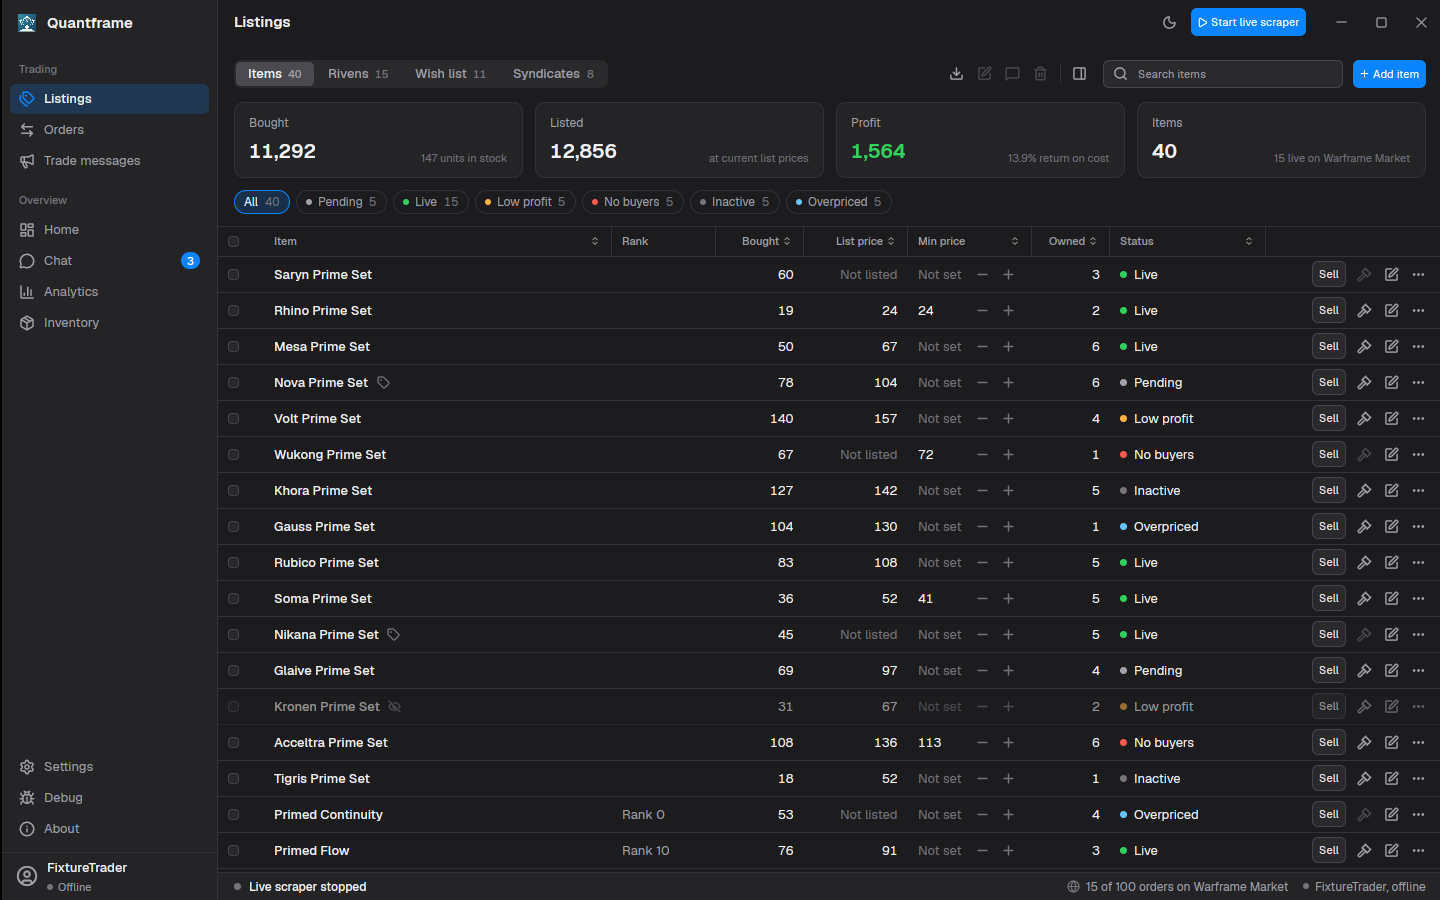 Quantframe
Listings
Start live scraper
Trading
Listings
Orders
Trade messages
Overview
Home
Chat 3
Analytics
Inventory
Settings
Debug
About
FixtureTrader
Offline
Items 40 Rivens 15 Wish list 11 Syndicates 8
Search items
+ Add item
Bought
11,292 147 units in stock
Listed
12,856 at current list prices
Profit
1,564 13.9% return on cost
Items
40 15 live on Warframe Market
All 40 Pending 5 Live 15 Low profit 5 No buyers 5 Inactive 5 Overpriced 5
Item Rank Bought List price Min price Owned Status
Saryn Prime Set 60 Not listed Not set 3 Live Sell
Rhino Prime Set 19 24 24 2 Live Sell
Mesa Prime Set 50 67 Not set 6 Live Sell
Nova Prime Set 78 104 Not set 6 Pending Sell
Volt Prime Set 140 157 Not set 4 Low profit Sell
Wukong Prime Set 67 Not listed 72 1 No buyers Sell
Khora Prime Set 127 142 Not set 5 Inactive Sell
Gauss Prime Set 104 130 Not set 1 Overpriced Sell
Rubico Prime Set 83 108 Not set 5 Live Sell
Soma Prime Set 36 52 41 5 Live Sell
Nikana Prime Set 45 Not listed Not set 5 Live Sell
Glaive Prime Set 69 97 Not set 4 Pending Sell
Kronen Prime Set 31 67 Not set 2 Low profit Sell
Acceltra Prime Set 108 136 113 6 No buyers Sell
Tigris Prime Set 18 52 Not set 1 Inactive Sell
Primed Continuity Rank 0 53 Not listed Not set 4 Overpriced Sell
Primed Flow Rank 10 76 91 Not set 3 Live Sell
Live scraper stopped
15 of 100 orders on Warframe Market
FixtureTrader, offline